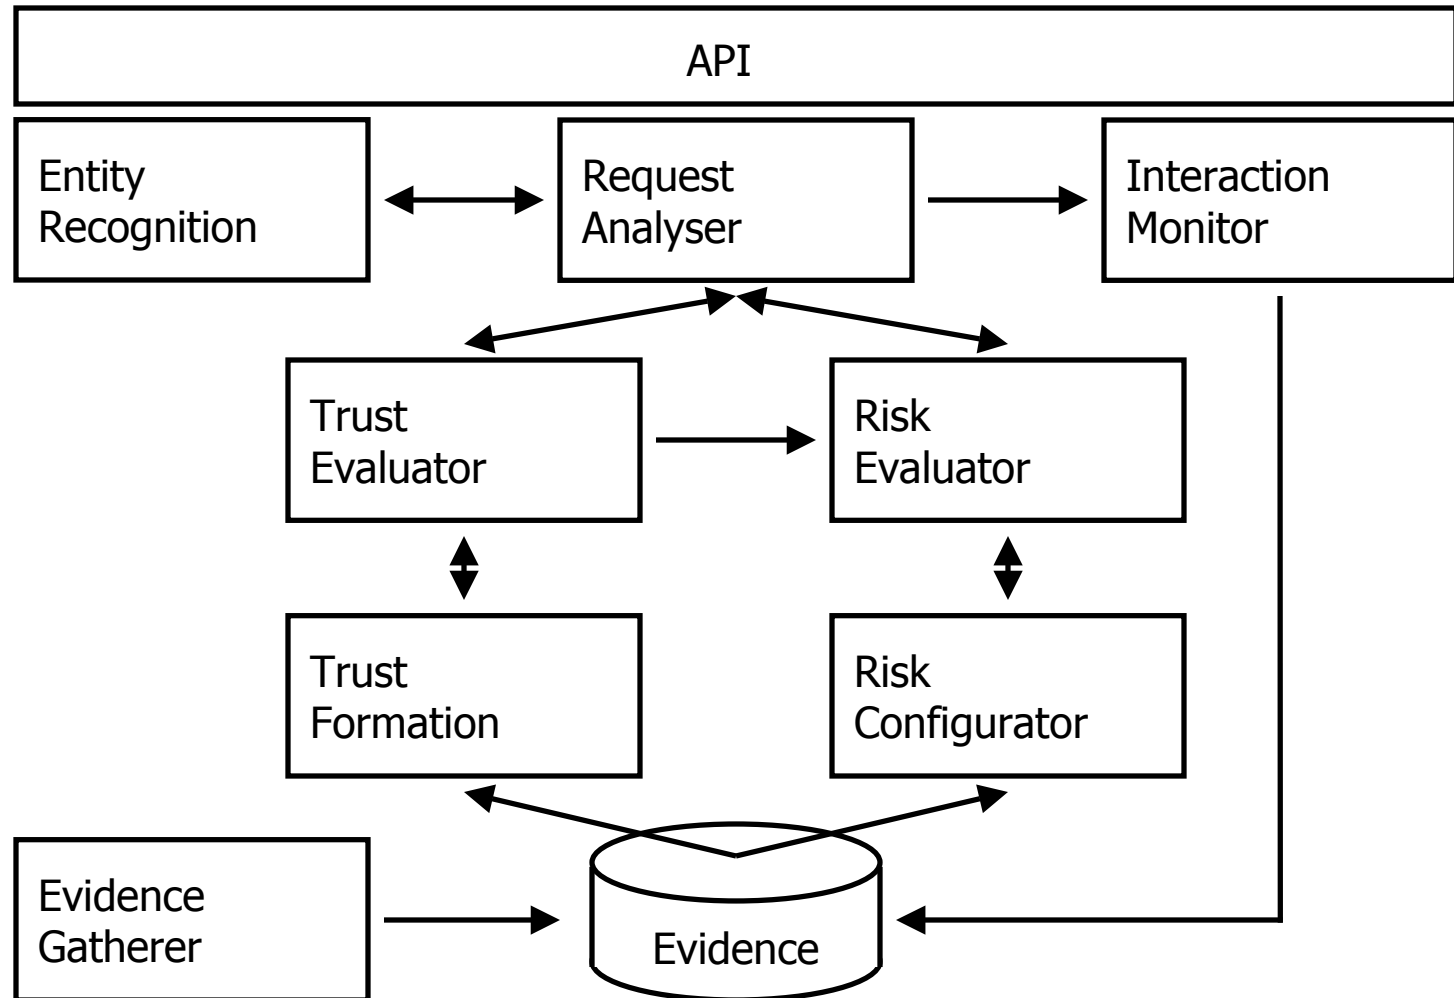 API
Entity
Recognition
Request
Analyser
Interaction
Monitor
Trust
Evaluator
Risk
Evaluator
Trust
Formation
Risk
Configurator
Evidence
Gatherer
Evidence